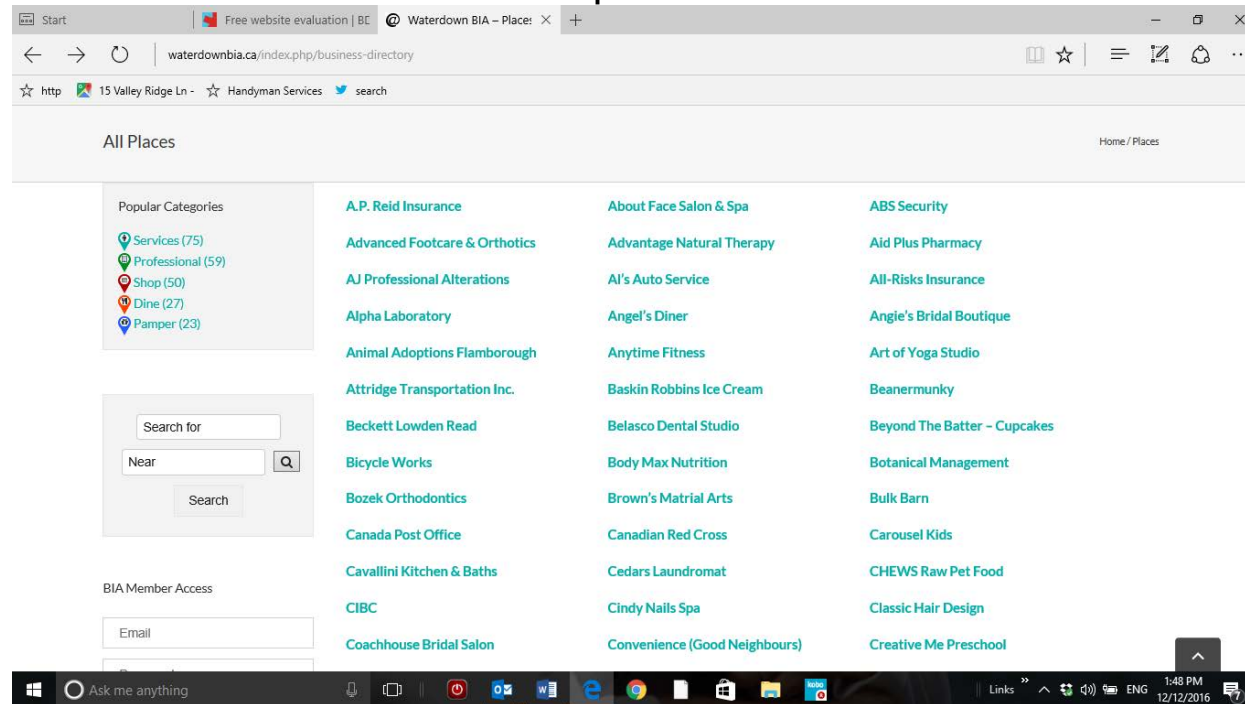 Start
Free website evaluation | BE
Waterdown BIA – Places
waterdownbia.ca/index.php/business-directory
http
15 Valley Ridge Ln -
Handyman Services
search
All Places
Home / Places
Popular Categories
Services (75)
Professional (59)
Shop (50)
Dine (27)
Pamper (23)
Search for
Near
Search
BIA Member Access
Email
A.P. Reid Insurance About Face Salon & Spa ABS Security
Advanced Footcare & Orthotics Advantage Natural Therapy Aid Plus Pharmacy
AJ Professional Alterations Al's Auto Service All-Risks Insurance
Alpha Laboratory Angel's Diner Angie's Bridal Boutique
Animal Adoptions Flamborough Anytime Fitness Art of Yoga Studio
Attridge Transportation Inc. Baskin Robbins Ice Cream Beanermunky
Beckett Lowden Read Belasco Dental Studio Beyond The Batter – Cupcakes
Bicycle Works Body Max Nutrition Botanical Management
Bozek Orthodontics Brown's Matrial Arts Bulk Barn
Canada Post Office Canadian Red Cross Carousel Kids
Cavallini Kitchen & Baths Cedars Laundromat CHEWS Raw Pet Food
CIBC Cindy Nails Spa Classic Hair Design
Coachhouse Bridal Salon Convenience (Good Neighbours) Creative Me Preschool
Ask me anything
kobo
Links
ENG
1:48 PM
12/12/2016